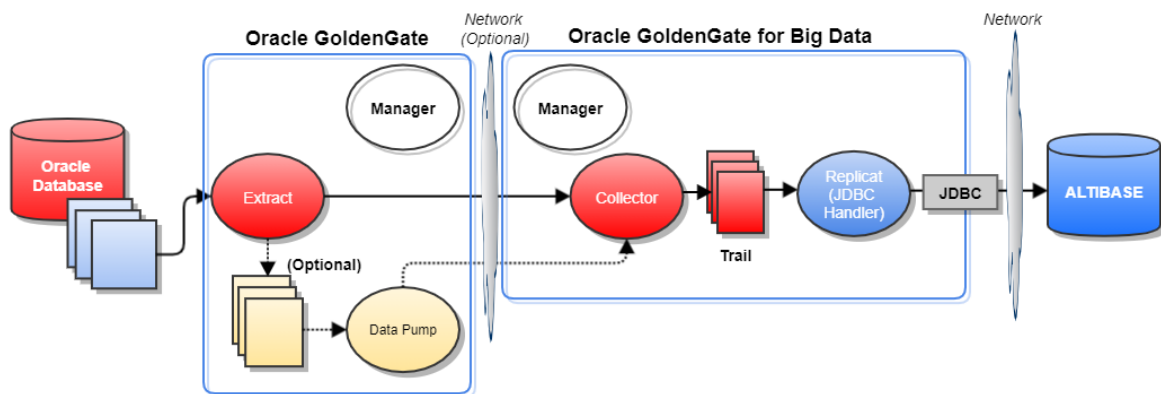 Oracle GoldenGate
Network
(Optional)
Oracle GoldenGate for Big Data
Network
Manager
Manager
Oracle
Database
Extract
Collector
Replicat
(JDBC
Handler)
JDBC
ALTIBASE
Trail
(Optional)
Data Pump